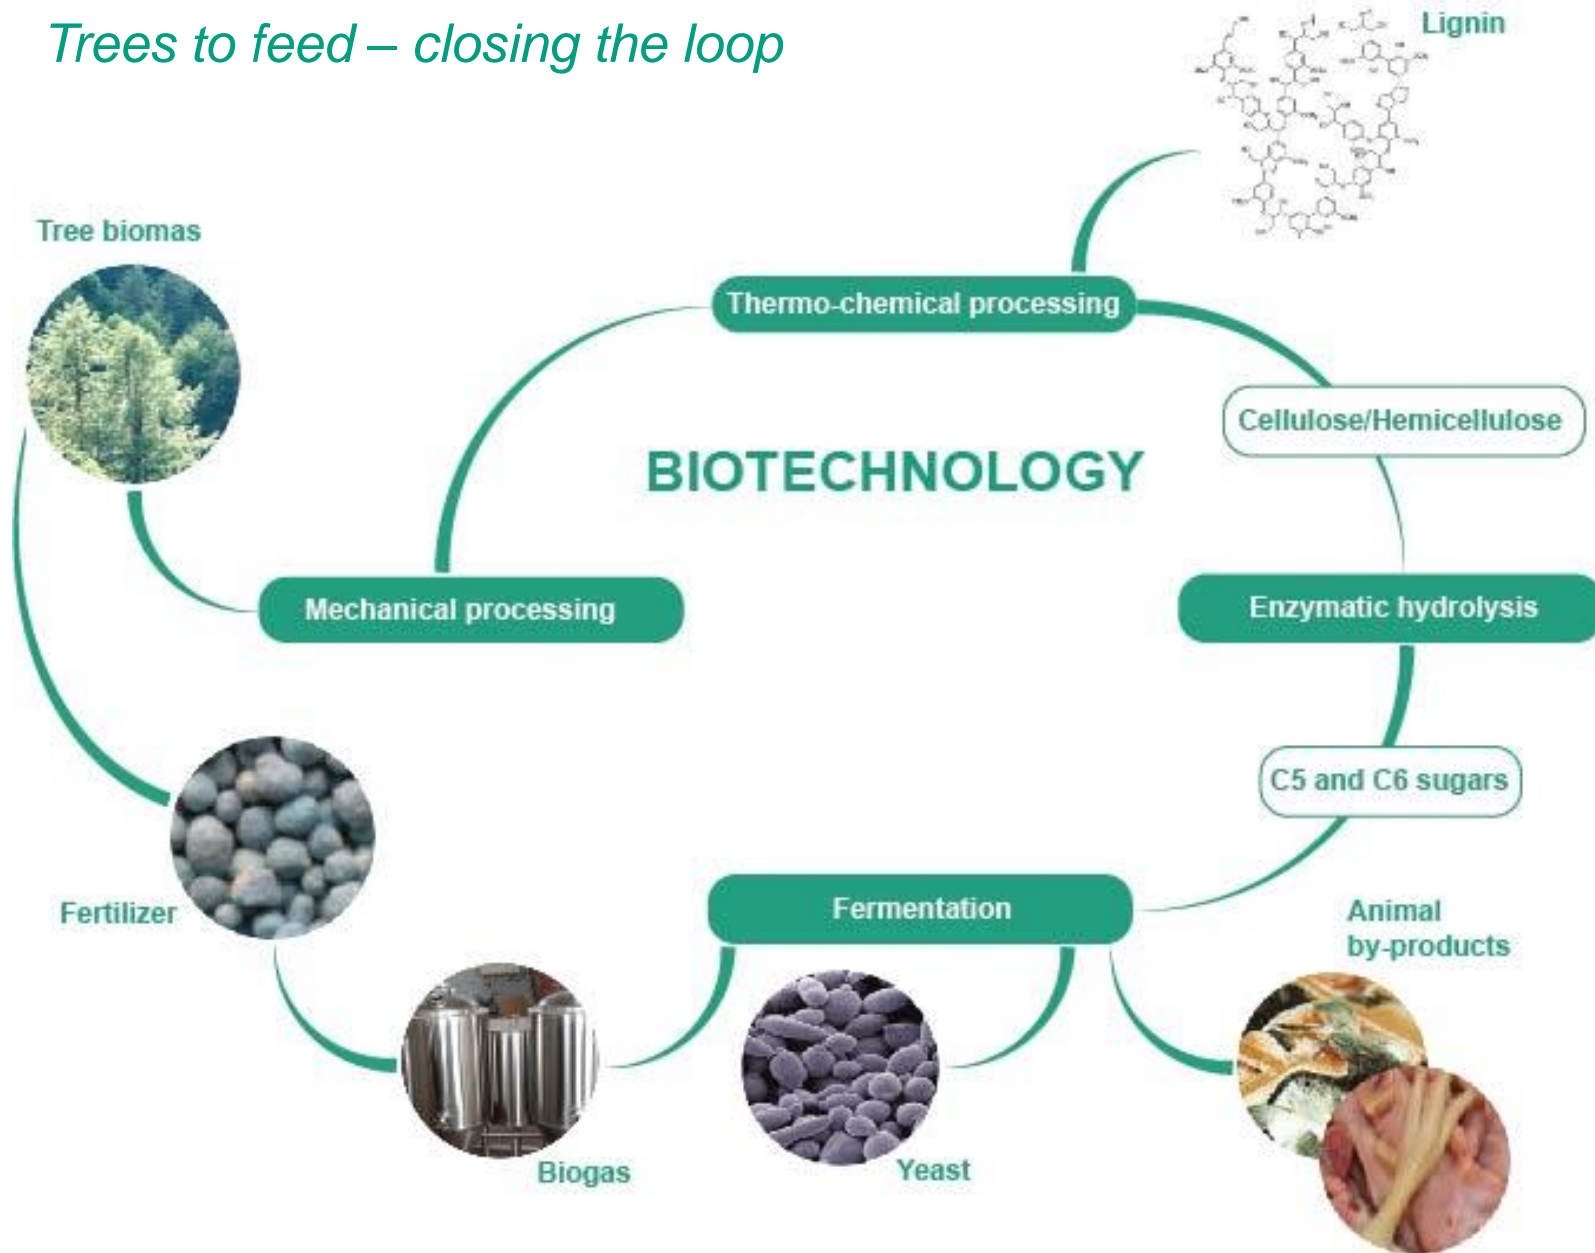 Trees to feed – closing the loop
Lignin
Tree biomas
Thermo-chemical processing
Cellulose/Hemicellulose
BIOTECHNOLOGY
Mechanical processing
Enzymatic hydrolysis
C5 and C6 sugars
Fertilizer
Fermentation
Animal
by-products
Biogas
Yeast